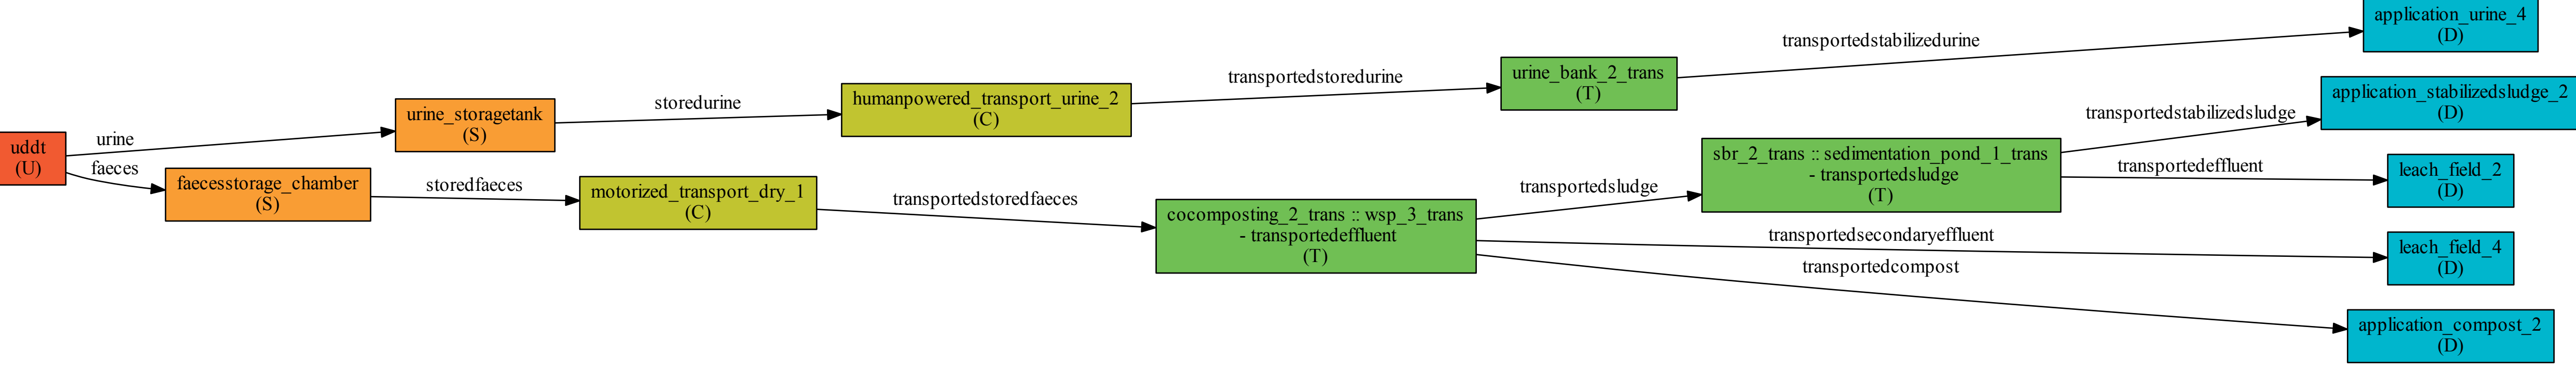 uddt
(U)
urine
faeces
urine_storagetank
(S)
faecesstorage_chamber
(S)
storedurine
storedfaeces
humanpowered_transport_urine_2
(C)
motorized_transport_dry_1
(C)
transportedstoredurine
transportedstoredfaeces
urine_bank_2_trans
(T)
cocomposting_2_trans :: wsp_3_trans
- transportedeffluent
(T)
transportedstabilizedurine
transportedsludge
sbr_2_trans :: sedimentation_pond_1_trans
- transportedsludge
(T)
transportedsecondaryeffluent
transportedcompost
transportedstabilizedsludge
transportedeffluent
application_urine_4
(D)
application_stabilizedsludge_2
(D)
leach_field_2
(D)
leach_field_4
(D)
application_compost_2
(D)